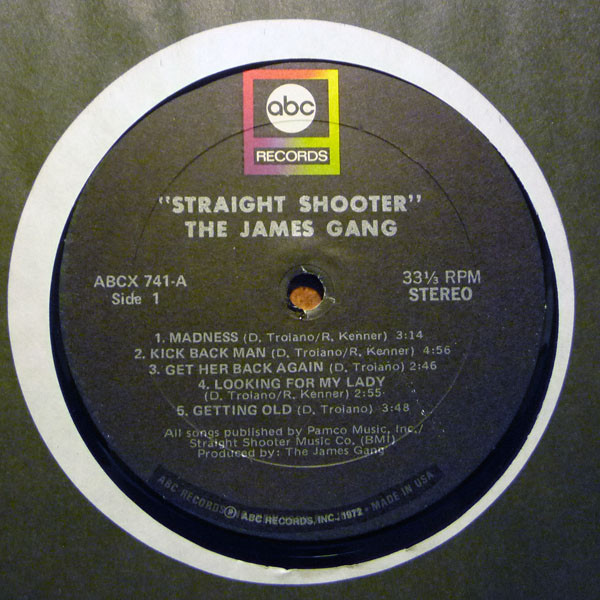 abc
RECORDS
"STRAIGHT SHOOTER"
THE JAMES GANG
ABCX 741-A
Side 1
33⅓ RPM
STEREO
1. MADNESS (D. Troiano/R. Kenner) 3:14
2. KICK BACK MAN (D. Troiano/R. Kenner) 4:56
3. GET HER BACK AGAIN (D. Troiano) 2:46
4. LOOKING FOR MY LADY
(D. Troiano/R. Kenner) 2:55
5. GETTING OLD (D. Troiano) 3:48
All songs published by Pamco Music, Inc./
Straight Shooter Music Co. (BMI)
Produced by: The James Gang
ABC RECORDS
ⓟ ABC RECORDS, INC., 1972 • MADE IN USA